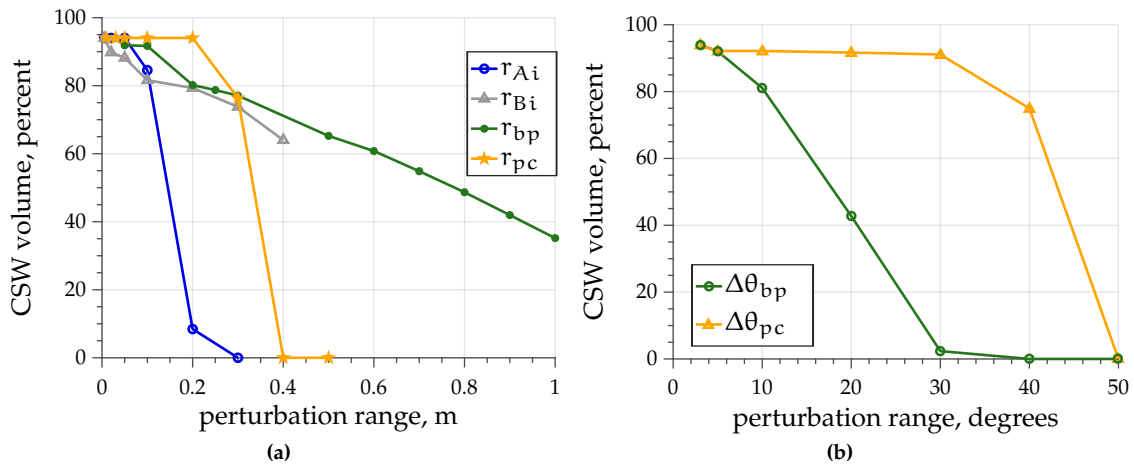 100
80
60
40
20
0
CSW volume, percent
0
0.2
0.4
0.6
0.8
1
perturbation range, m
r_Ai
r_Bi
r_bp
r_pc
(a)
100
80
60
40
20
0
CSW volume, percent
0
10
20
30
40
50
perturbation range, degrees
Δθ_bp
Δθ_pc
(b)